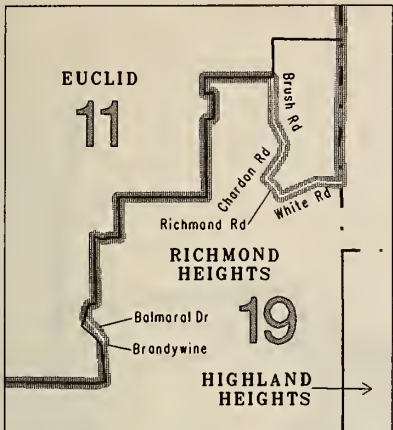 EUCLID
11
Brush Rd
Chardon Rd
Richmond Rd
White Rd
RICHMOND
HEIGHTS
19
Balmoral Dr
Brandywine
HIGHLAND
HEIGHTS